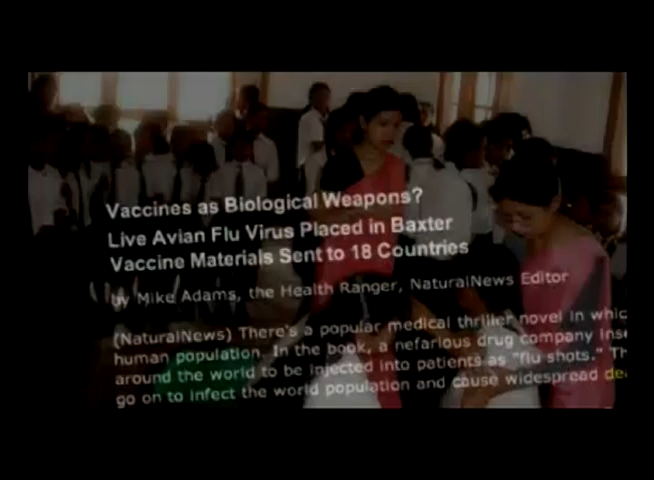 Vaccines as Biological Weapons?
Live Avian Flu Virus Placed in Baxter
Vaccine Materials Sent to 18 Countries
by Mike Adams, the Health Ranger, NaturalNews Editor
(NaturalNews) There's a popular medical thriller novel in
human population. In the book, a nefarious drug company
around the world to be injected into patients as "flu shots."
go on to infect the world population and cause widespread